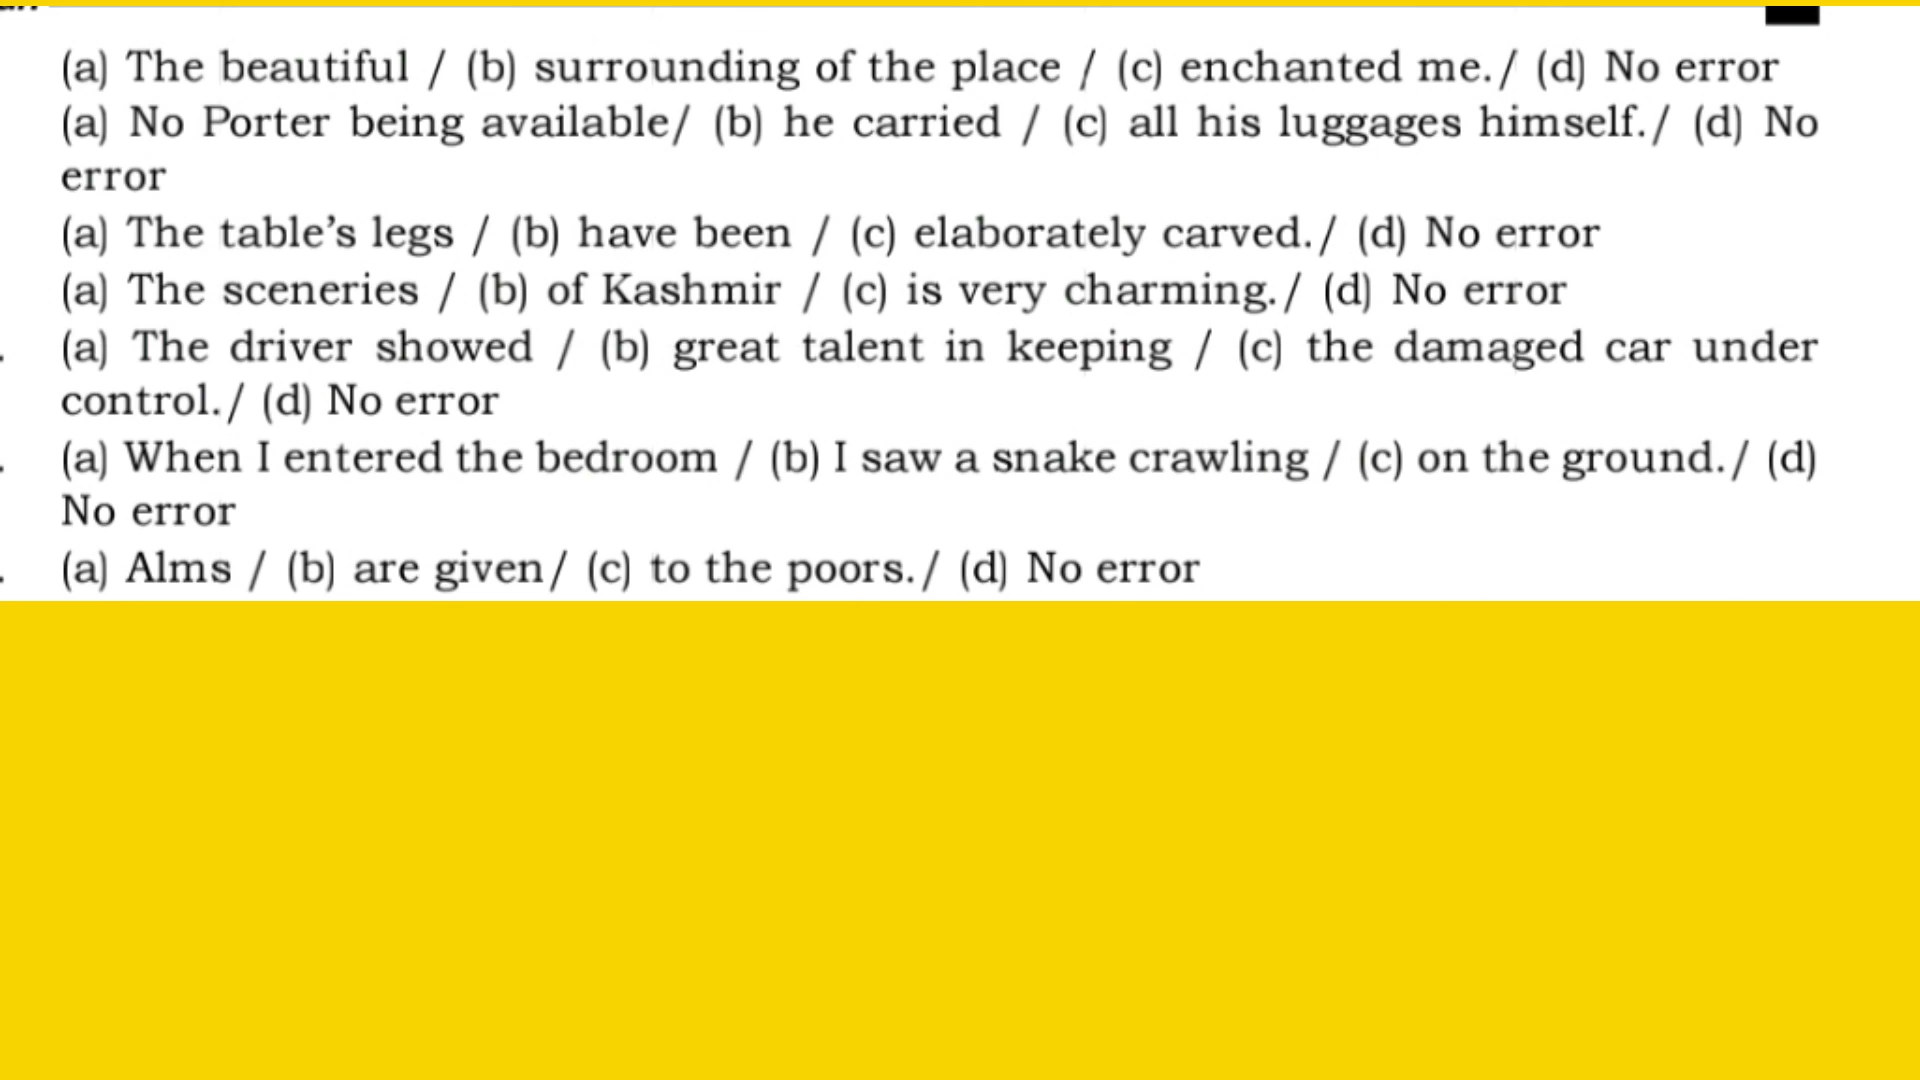 (a) The beautiful / (b) surrounding of the place / (c) enchanted me./ (d) No error
(a) No Porter being available/ (b) he carried / (c) all his luggages himself./ (d) No
error
(a) The table’s legs / (b) have been / (c) elaborately carved./ (d) No error
(a) The sceneries / (b) of Kashmir / (c) is very charming./ (d) No error
. (a) The driver showed / (b) great talent in keeping / (c) the damaged car under
control./ (d) No error
. (a) When I entered the bedroom / (b) I saw a snake crawling / (c) on the ground./ (d)
No error
. (a) Alms / (b) are given/ (c) to the poors./ (d) No error